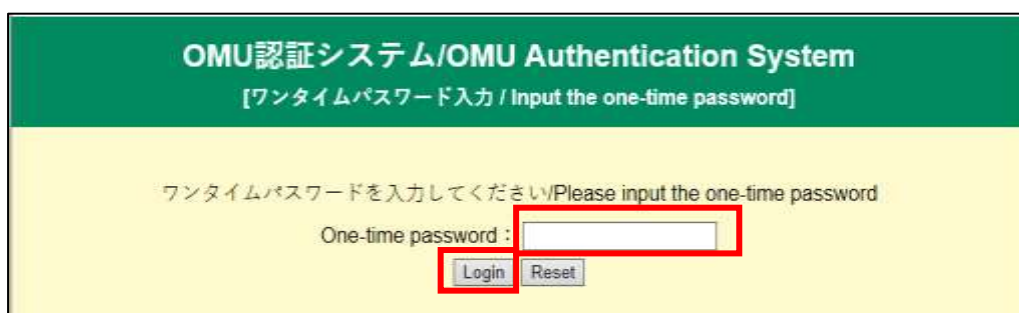 OMU認証システム/OMU Authentication System
[ワンタイムパスワード入力 / Input the one-time password]
ワンタイムパスワードを入力してください/Please input the one-time password
One-time password：
Login Reset